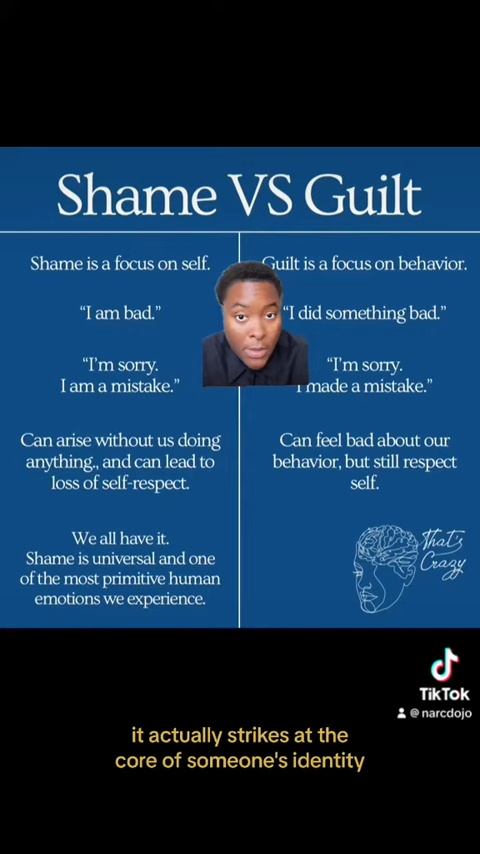 Shame VS Guilt
Shame is a focus on self.
"I am bad."
"I'm sorry.
I am a mistake."
Can arise without us doing
anything., and can lead to
loss of self-respect.
We all have it.
Shame is universal and one
of the most primitive human
emotions we experience.
Guilt is a focus on behavior.
"I did something bad."
"I'm sorry.
I made a mistake."
Can feel bad about our
behavior, but still respect
self.
That's
Crazy
TikTok
@ narcdojo
it actually strikes at the
core of someone's identity